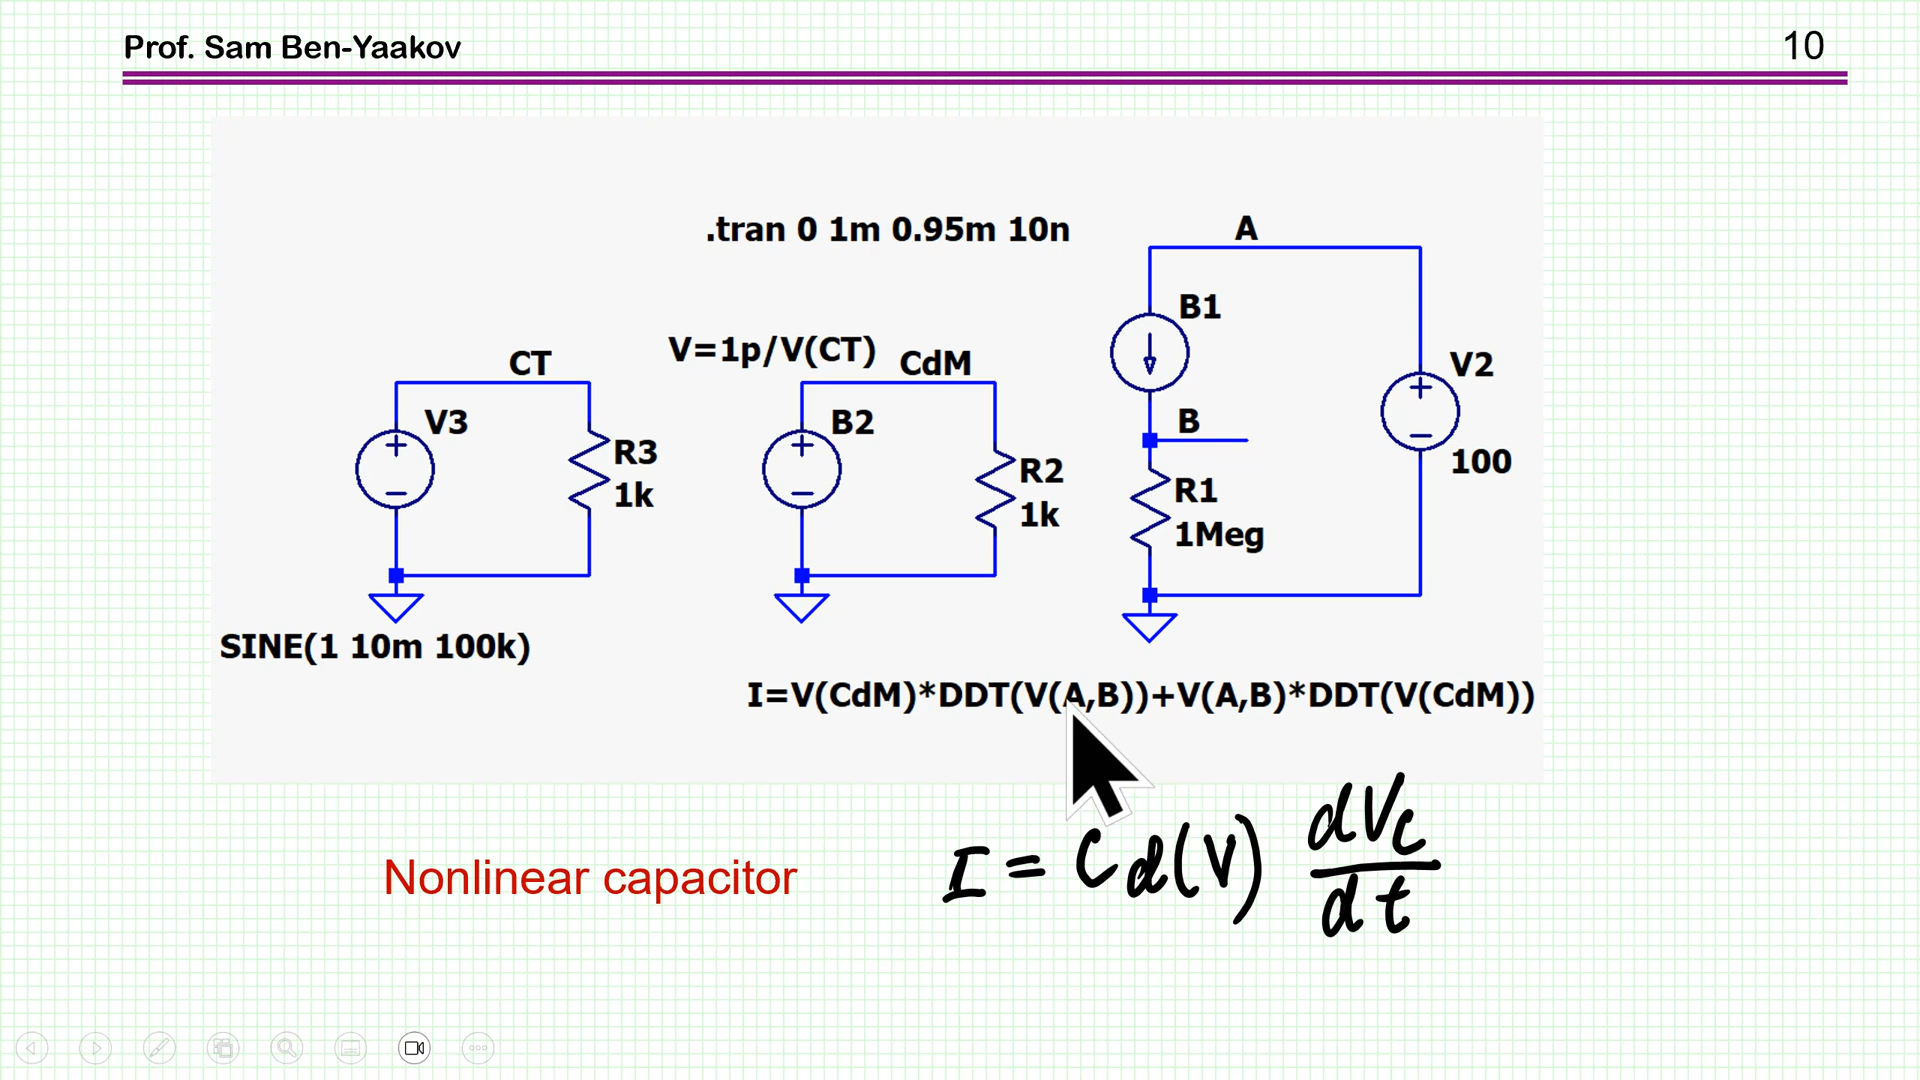 Prof. Sam Ben-Yaakov
10
.tran 0 1m 0.95m 10n
A
B1
V=1p/V(CT)
CT
CdM
V2
V3
B2
B
R3
R2
100
1k
R1
1k
1Meg
SINE(1 10m 100k)
I=V(CdM)*DDT(V(A,B))+V(A,B)*DDT(V(CdM))
Nonlinear capacitor
I = Cd(V) dVc/dt